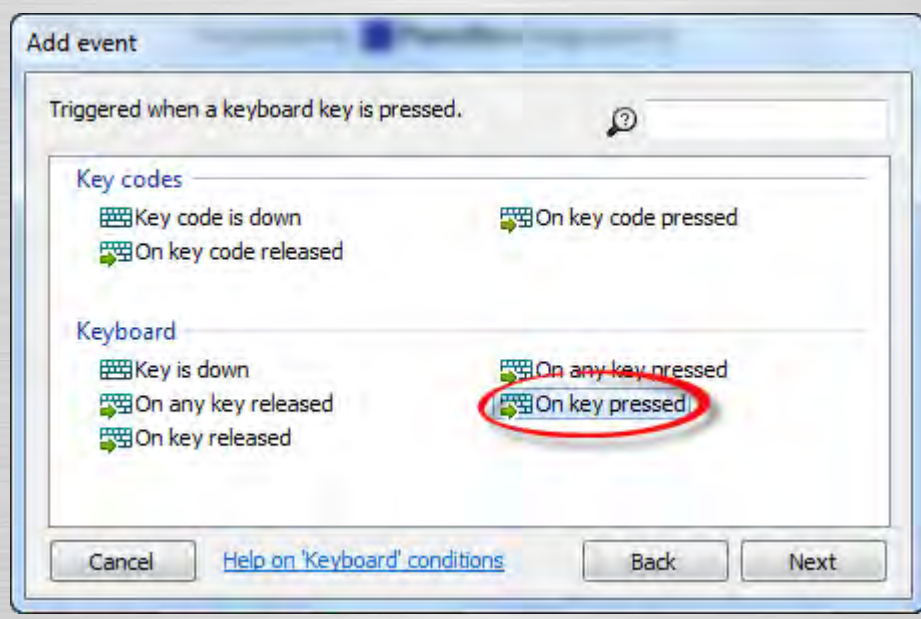 Add event
Triggered when a keyboard key is pressed.
Key codes
Key code is down
On key code pressed
On key code released
Keyboard
Key is down
On any key pressed
On any key released
On key pressed
On key released
Cancel
Help on 'Keyboard' conditions
Back
Next